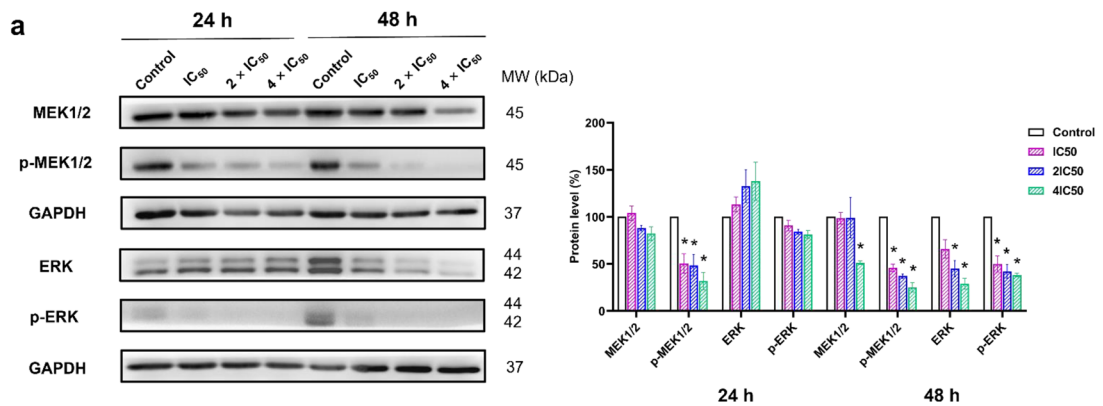 a
24 h 48 h
Control IC50 2 × IC50 4 × IC50 Control IC50 2 × IC50 4 × IC50
MW (kDa)
MEK1/2 45
p-MEK1/2 45
GAPDH 37
ERK 44
42
p-ERK 44
42
GAPDH 37
Protein level (%)
200
150
100
50
0
* * * * * * * * * * * *
MEK1/2 p-MEK1/2 ERK p-ERK MEK1/2 p-MEK1/2 ERK p-ERK
24 h 48 h
Control
IC50
2IC50
4IC50